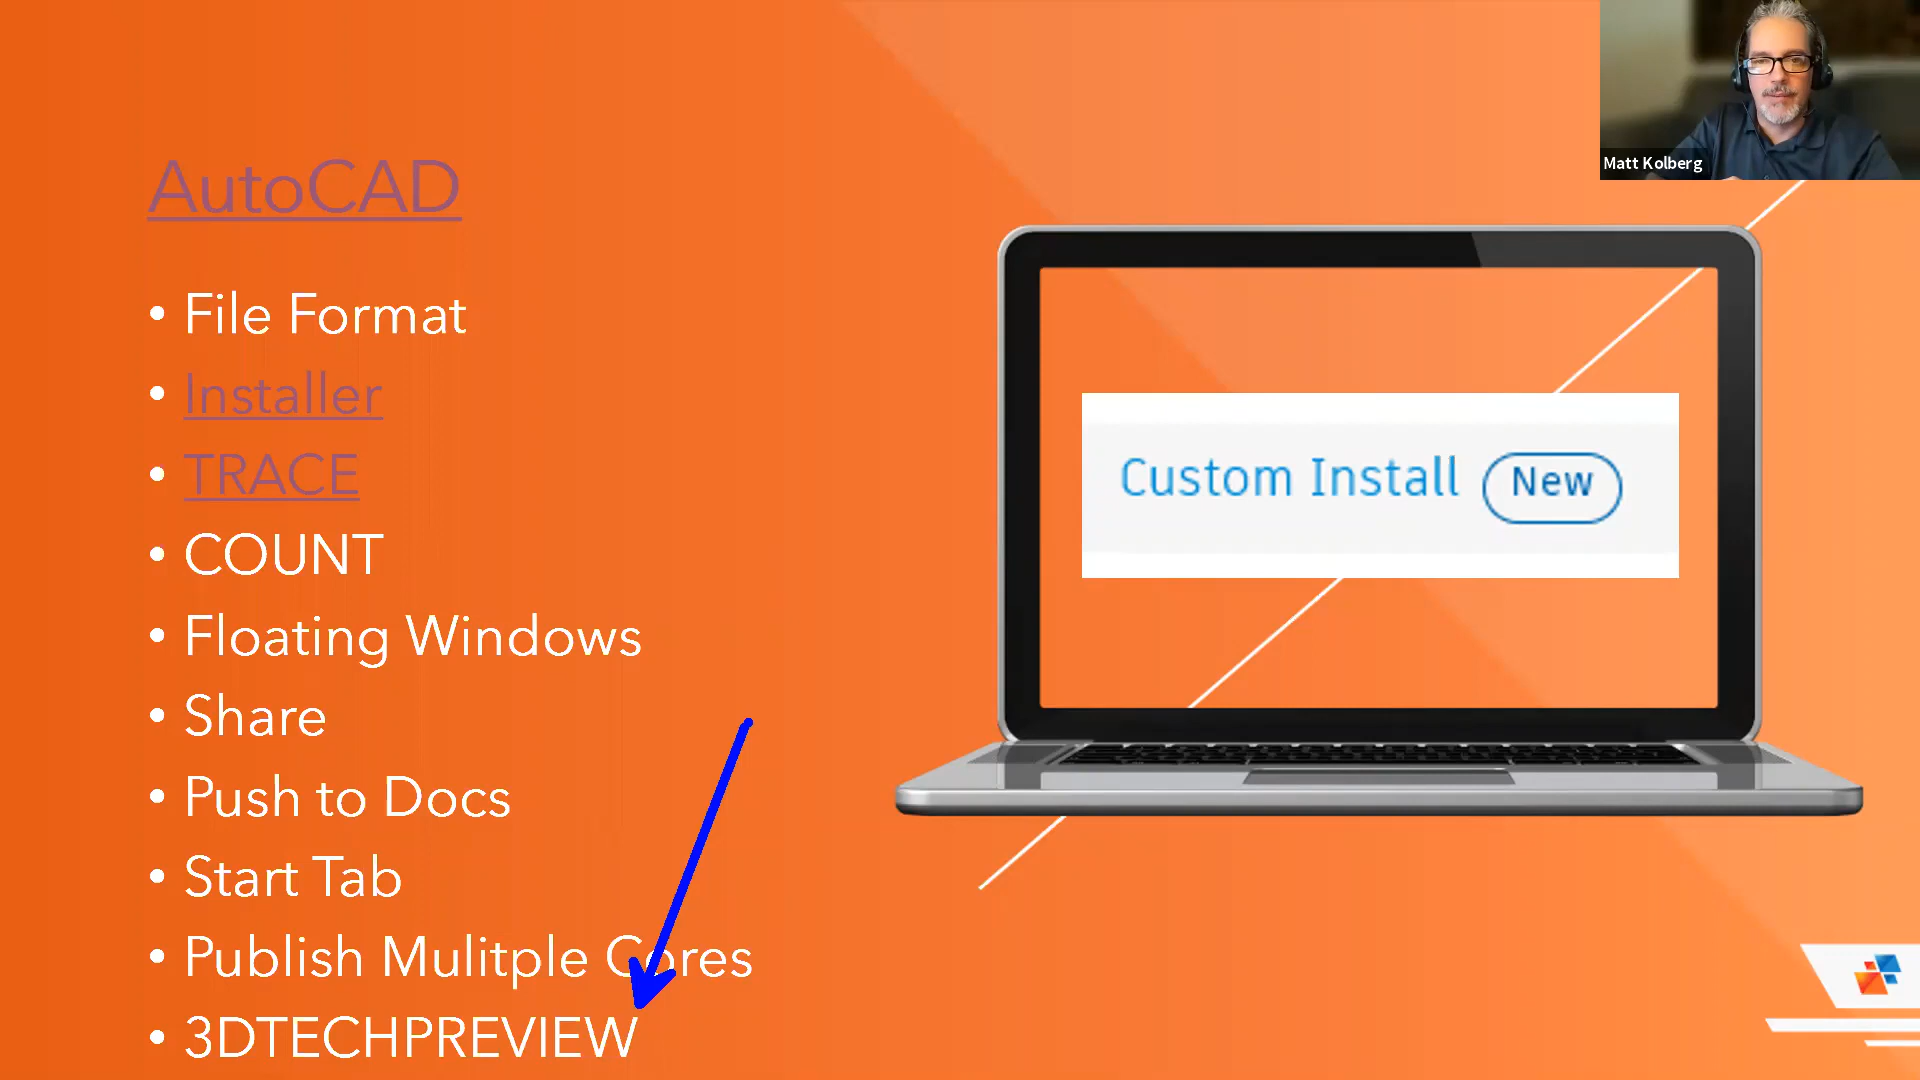 Matt Kolberg
AutoCAD
• File Format
• Installer
• TRACE
• COUNT
• Floating Windows
• Share
• Push to Docs
• Start Tab
• Publish Mulitple Cores
• 3DTECHPREVIEW
Custom Install New